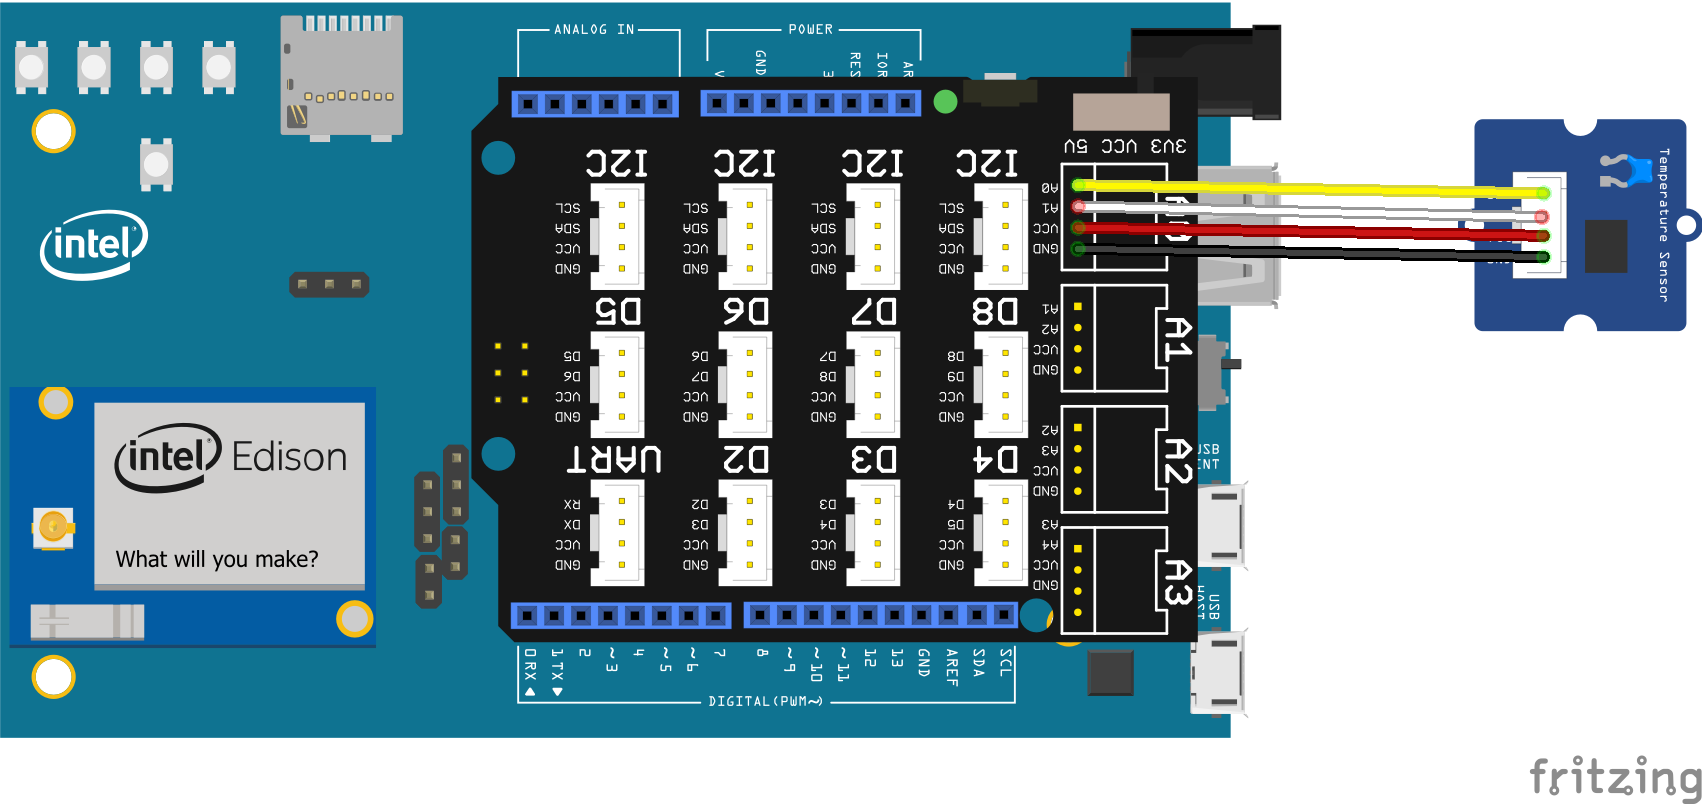 ANALOG IN
POWER
GND
RES
IOR
AR
5V VCC 3V3
I2C I2C I2C I2C
SCL SCL SCL SCL
SDA SDA SDA SDA
VCC VCC VCC VCC
GND GND GND GND
A0
A1
VCC
GND
Temperature Sensor
intel
D5 D6 D7 D8
D5 D6 D7 D8
D6 D7 D8 D9
VCC VCC VCC VCC
GND GND GND GND
A1
A2
VCC
GND
A1
intel Edison
What will you make?
UART D2 D3 D4
RX D2 D3 D4
DX D3 D4 D5
VCC VCC VCC VCC
GND GND GND GND
A2
A3
VCC
GND
A2
A3
A4
VCC
GND
A3
USB
INT
USB
0 RX ◀
1 TX ▶
2
~3
4
~5
~6
7
8
~9
~10
~11
12
13
GND
AREF
SDA
SCL
DIGITAL(PWM~)
fritzing